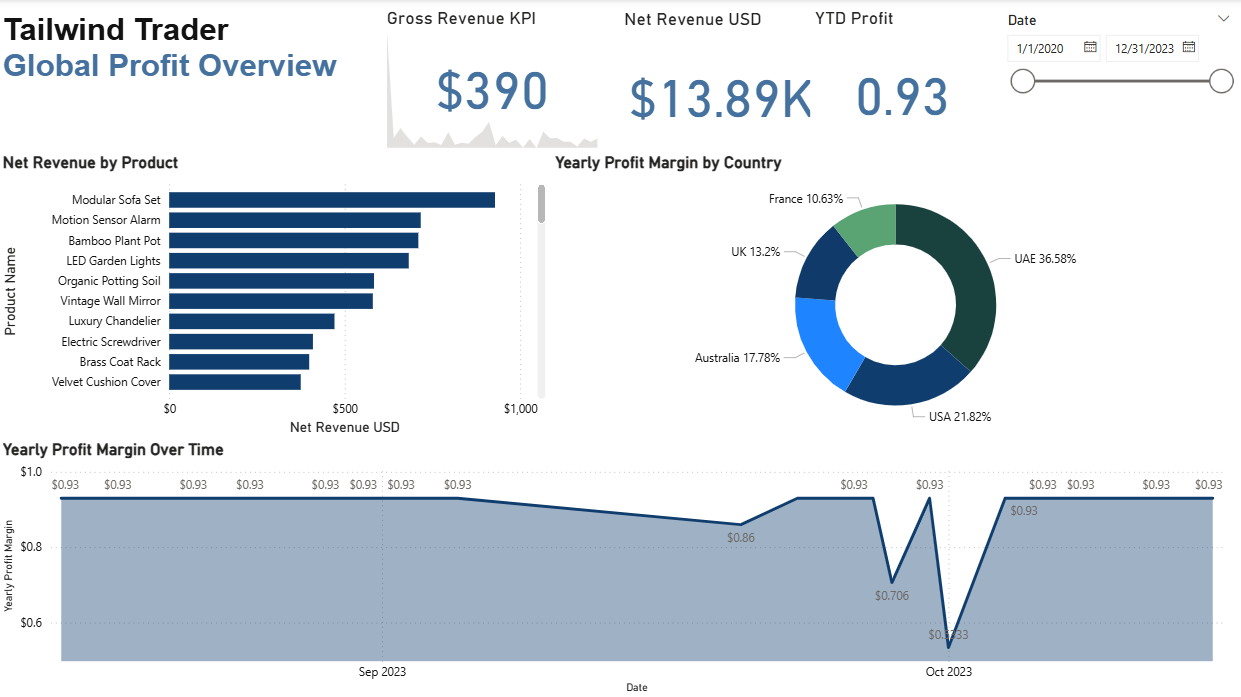 Tailwind Trader
Global Profit Overview
Gross Revenue KPI
$390
Net Revenue USD
$13.89K
YTD Profit
0.93
Date
1/1/2020
12/31/2023
Net Revenue by Product
Product Name
Modular Sofa Set
Motion Sensor Alarm
Bamboo Plant Pot
LED Garden Lights
Organic Potting Soil
Vintage Wall Mirror
Luxury Chandelier
Electric Screwdriver
Brass Coat Rack
Velvet Cushion Cover
$0 $500 $1,000
Net Revenue USD
Yearly Profit Margin by Country
France 10.63%
UK 13.2%
UAE 36.58%
Australia 17.78%
USA 21.82%
Yearly Profit Margin Over Time
Yearly Profit Margin
$1.0
$0.8
$0.6
$0.93 $0.93 $0.93 $0.93 $0.93 $0.93 $0.93 $0.93 $0.93 $0.93 $0.93 $0.93 $0.93 $0.93
$0.93
$0.86
$0.706
Sep 2023 Oct 2023
Date